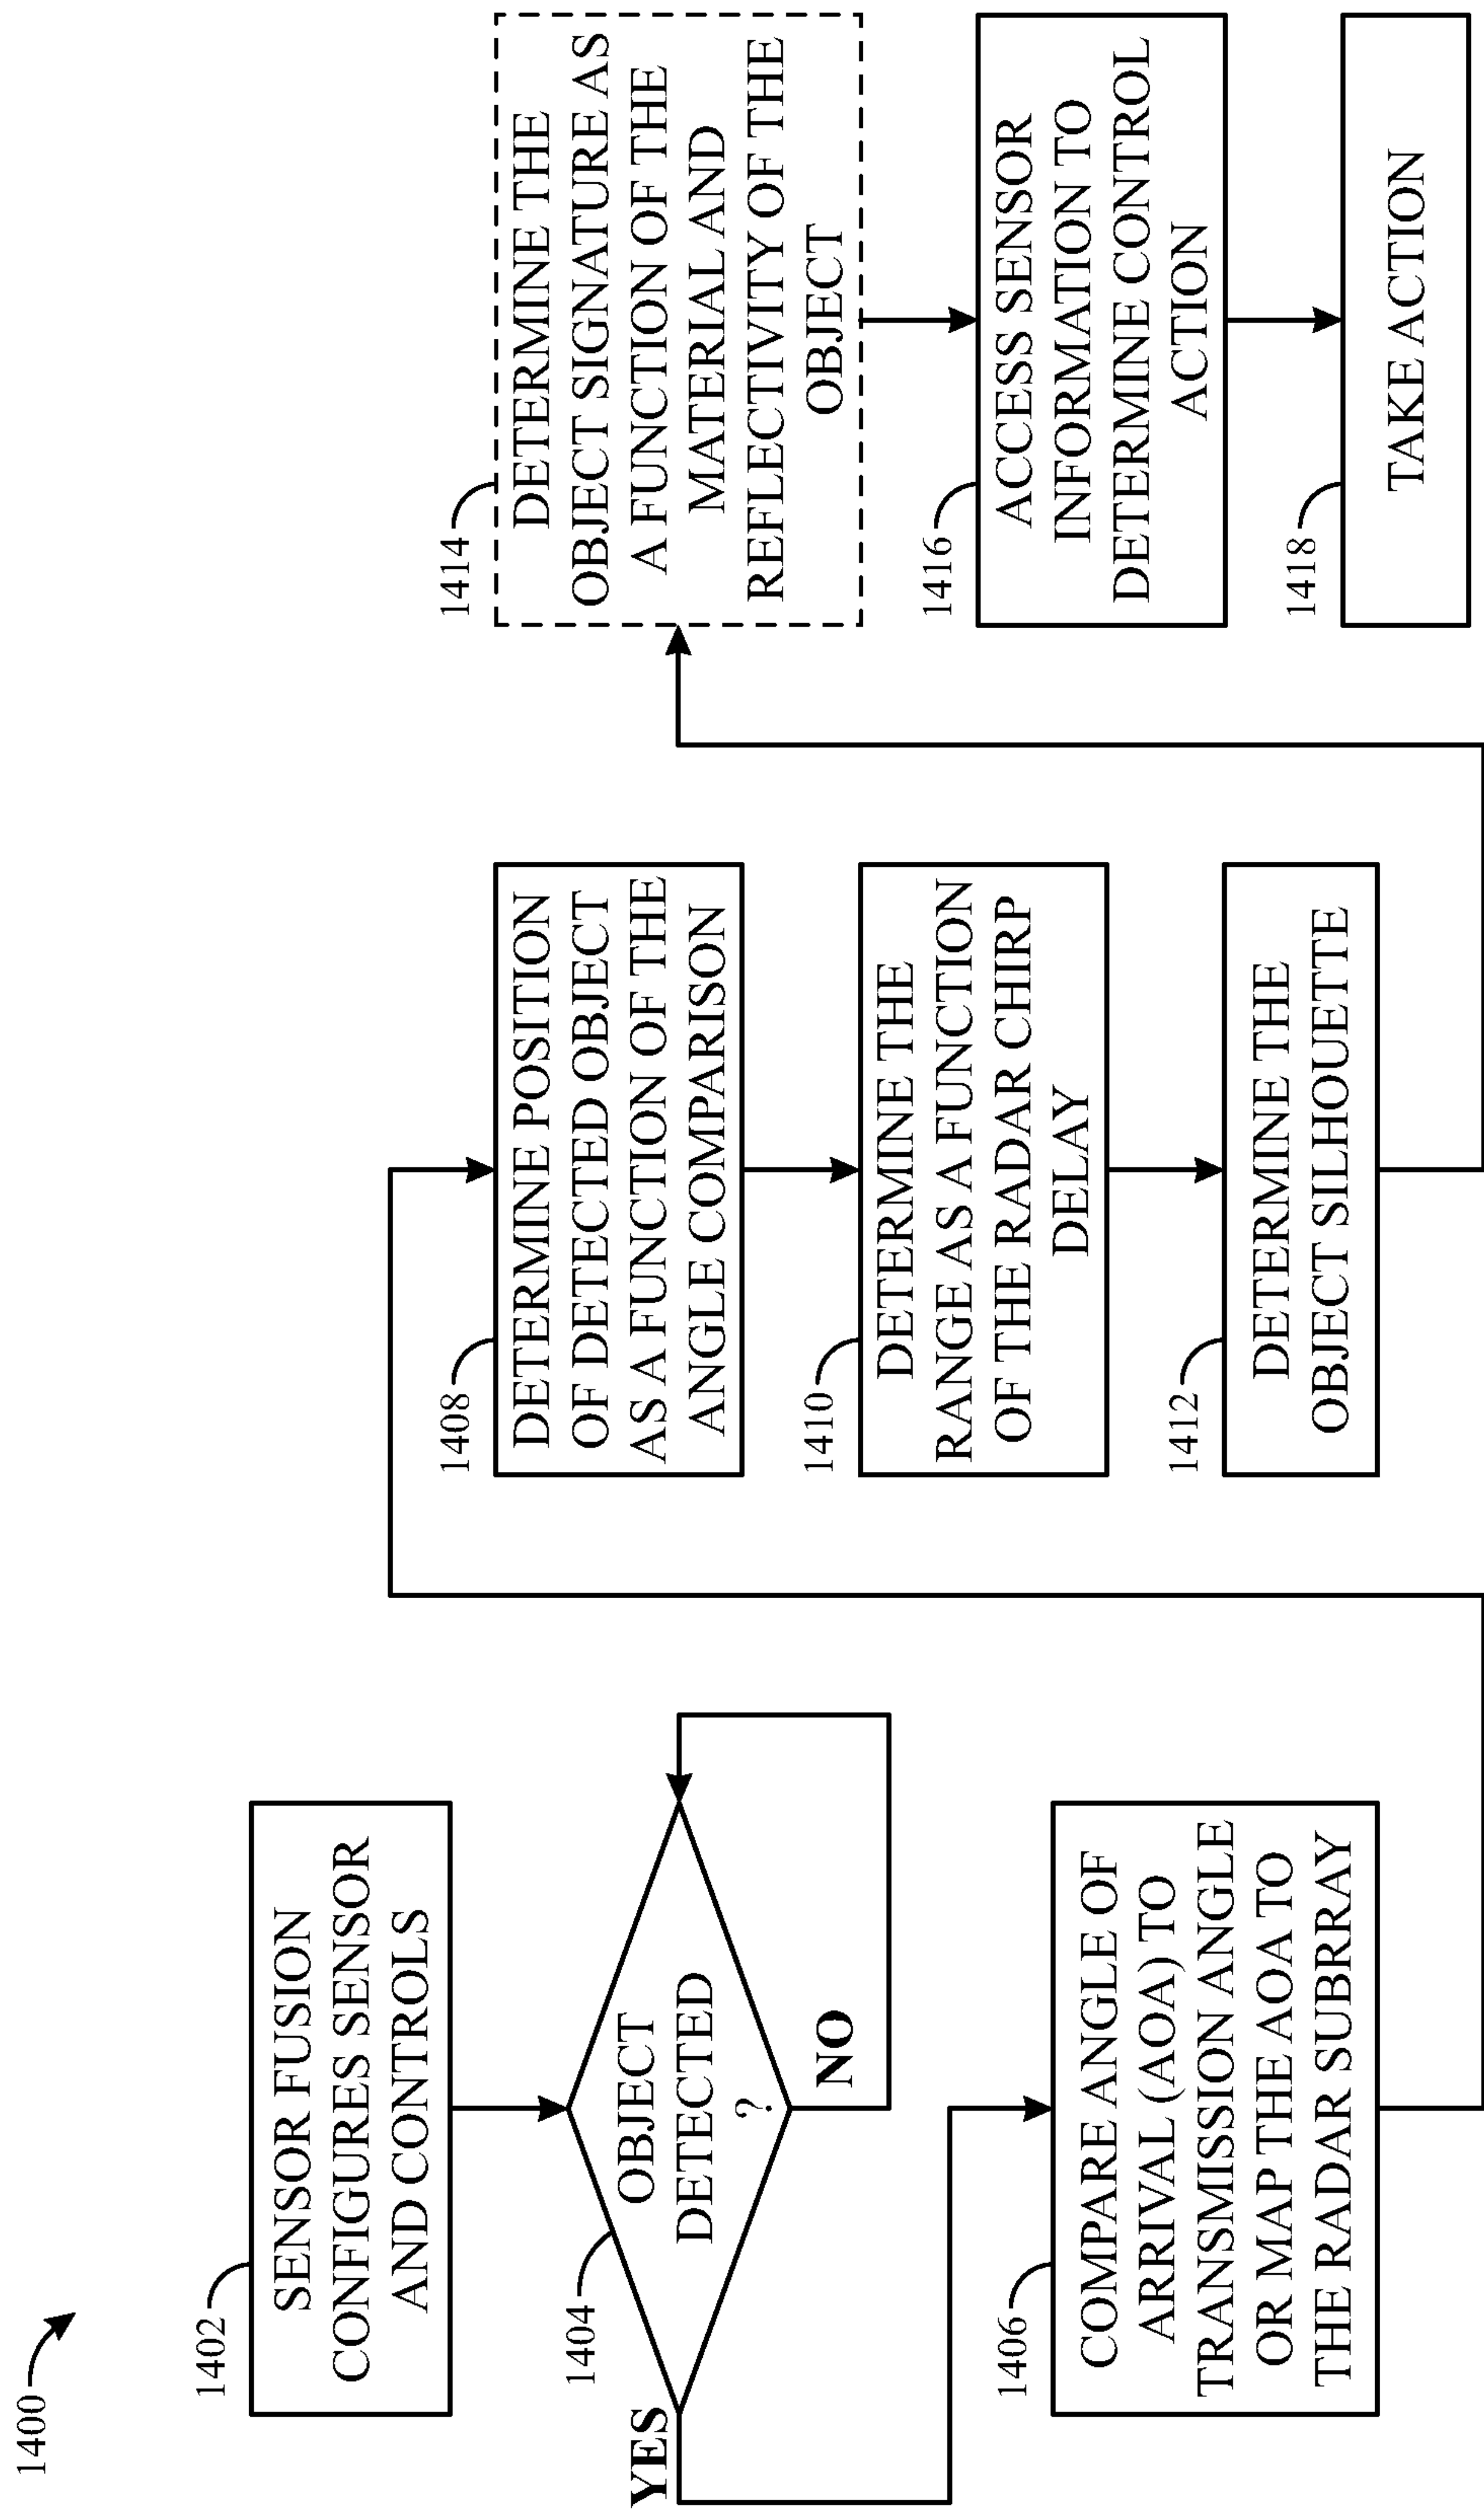 1400
1402
SENSOR FUSION
CONFIGURES SENSOR
AND CONTROLS
1404
OBJECT
DETECTED
?
YES
NO
1406
COMPARE ANGLE OF
ARRIVAL (AOA) TO
TRANSMISSION ANGLE
OR MAP THE AOA TO
THE RADAR SUBRRAY
1408
DETERMINE POSITION
OF DETECTED OBJECT
AS A FUNCTION OF THE
ANGLE COMPARISON
1410
DETERMINE THE
RANGE AS A FUNCTION
OF THE RADAR CHIRP
DELAY
1412
DETERMINE THE
OBJECT SILHOUETTE
1414
DETERMINE THE
OBJECT SIGNATURE AS
A FUNCTION OF THE
MATERIAL AND
REFLECTIVITY OF THE
OBJECT
1416
ACCESS SENSOR
INFORMATION TO
DETERMINE CONTROL
ACTION
1418
TAKE ACTION